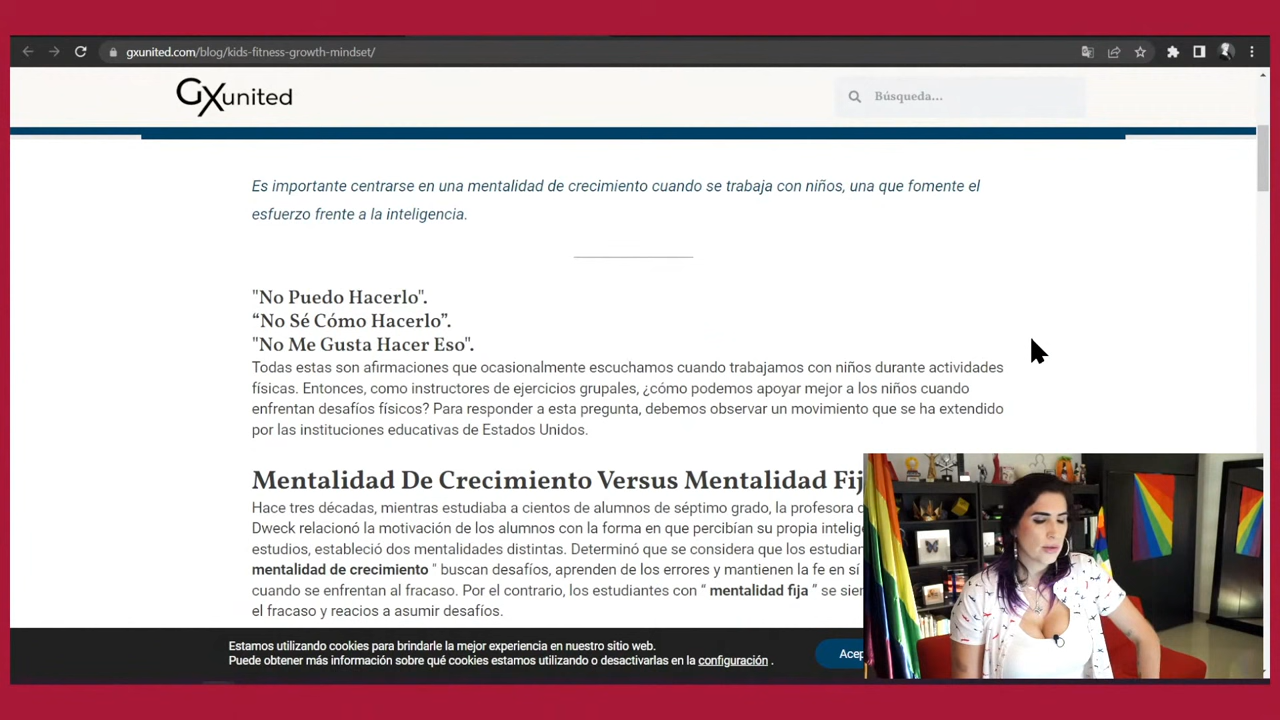 gxunited.com/blog/kids-fitness-growth-mindset/
GXunited
Búsqueda...
Es importante centrarse en una mentalidad de crecimiento cuando se trabaja con niños, una que fomente el
esfuerzo frente a la inteligencia.
"No Puedo Hacerlo".
“No Sé Cómo Hacerlo”.
"No Me Gusta Hacer Eso".
Todas estas son afirmaciones que ocasionalmente escuchamos cuando trabajamos con niños durante actividades
físicas. Entonces, como instructores de ejercicios grupales, ¿cómo podemos apoyar mejor a los niños cuando
enfrentan desafíos físicos? Para responder a esta pregunta, debemos observar un movimiento que se ha extendido
por las instituciones educativas de Estados Unidos.
Mentalidad De Crecimiento Versus Mentalidad Fij
Hace tres décadas, mientras estudiaba a cientos de alumnos de séptimo grado, la profesora
Dweck relacionó la motivación de los alumnos con la forma en que percibían su propia intelig
estudios, estableció dos mentalidades distintas. Determinó que se considera que los estudian
mentalidad de crecimiento " buscan desafíos, aprenden de los errores y mantienen la fe en sí
cuando se enfrentan al fracaso. Por el contrario, los estudiantes con “ mentalidad fija ” se sien
el fracaso y reacios a asumir desafíos.
Estamos utilizando cookies para brindarle la mejor experiencia en nuestro sitio web.
Puede obtener más información sobre qué cookies estamos utilizando o desactivarlas en la configuración .
Acep